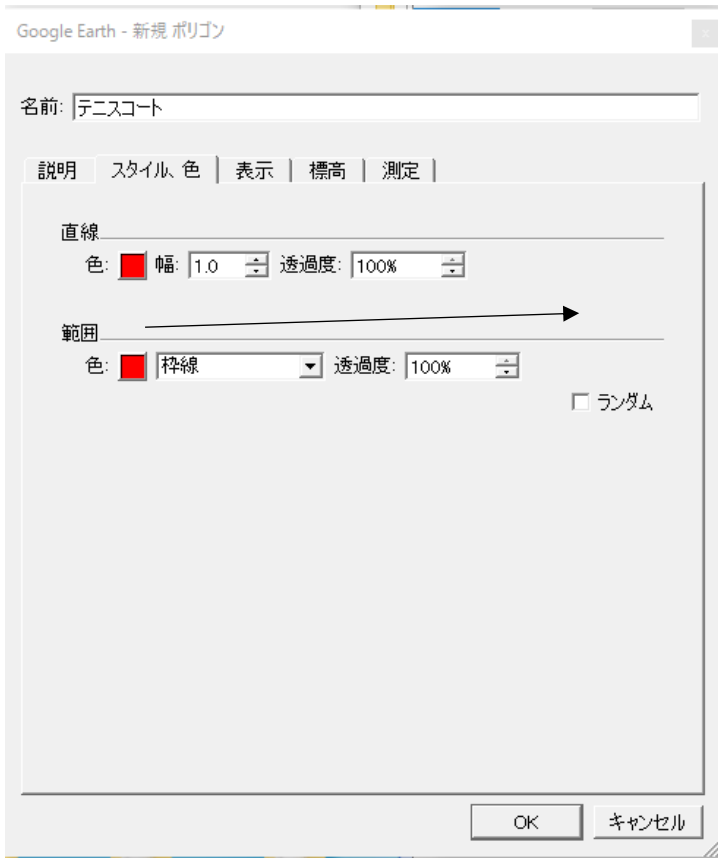 Google Earth - 新規 ポリゴン
名前: テニスコート
説明 スタイル、色 表示 標高 測定
直線
色: 幅: 1.0 透過度: 100%
範囲
色: 枠線 透過度: 100%
ランダム
OK キャンセル